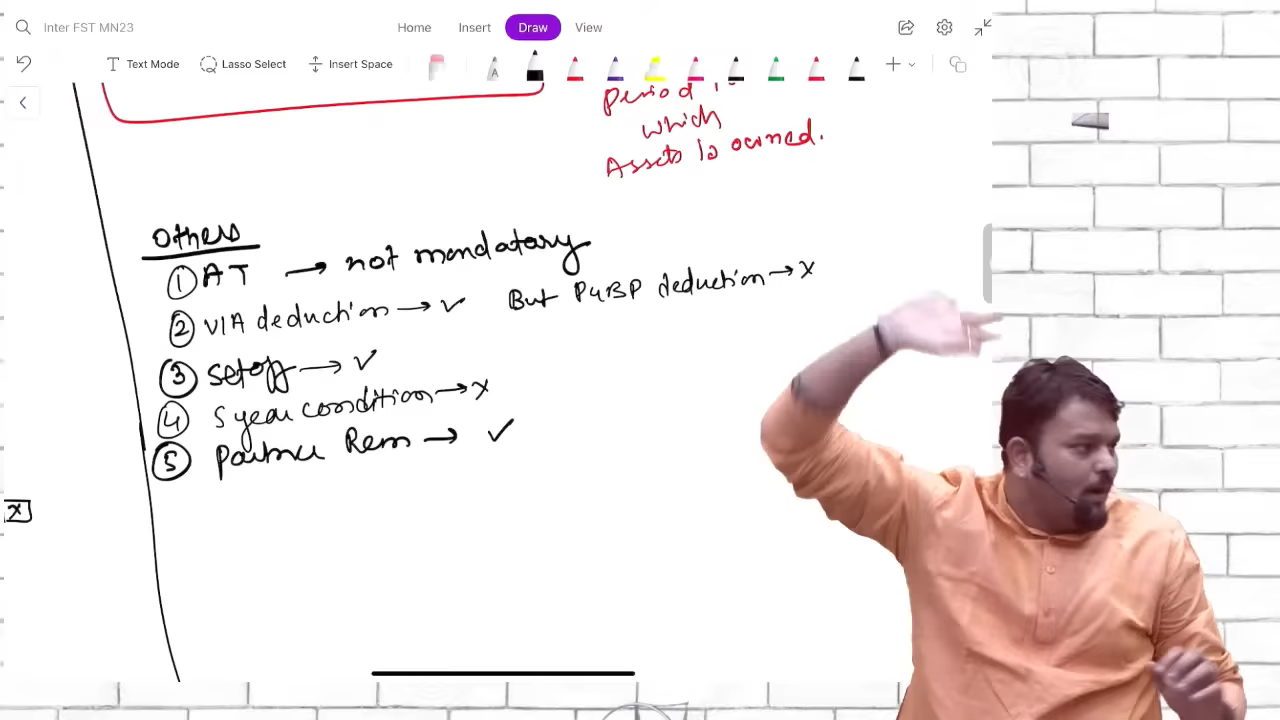 Inter FST MN23
Home Insert Draw View
Text Mode Lasso Select Insert Space
Period
which
Assets is owned.
Others
① AT → not mandatory
② VIA deduction → ✓ But P4BP deduction → x
③ Setoff → ✓
④ 5 year condition → x
⑤ Partner Rem → ✓
x